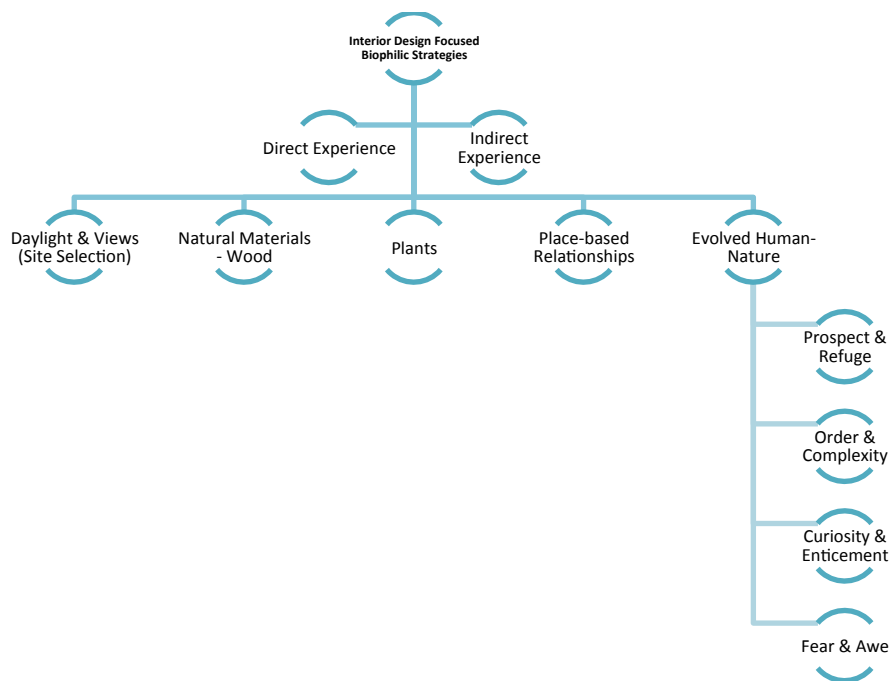 Interior Design Focused
Biophilic Strategies
Direct Experience
Indirect
Experience
Daylight & Views
(Site Selection)
Natural Materials
- Wood
Plants
Place-based
Relationships
Evolved Human-
Nature
Prospect &
Refuge
Order &
Complexity
Curiosity &
Enticement
Fear & Awe